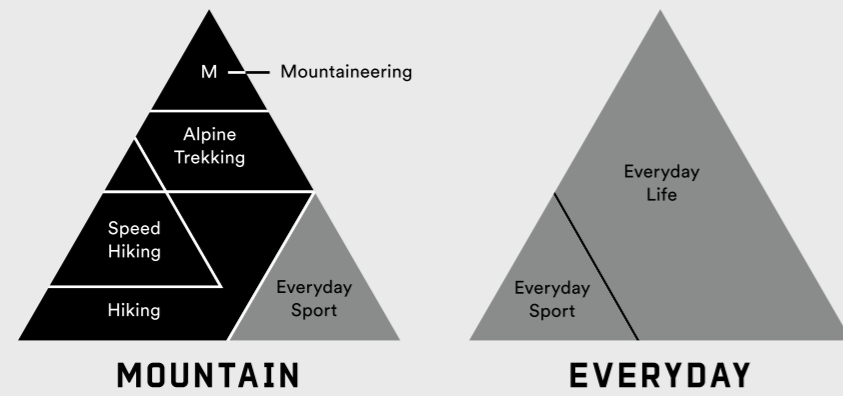 M
Mountaineering
Alpine
Trekking
Speed
Hiking
Hiking
Everyday
Sport
MOUNTAIN
Everyday
Life
Everyday
Sport
EVERYDAY